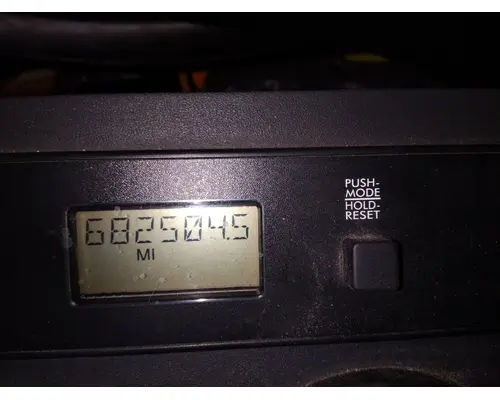 682504.5
MI
PUSH-
MODE
HOLD-
RESET